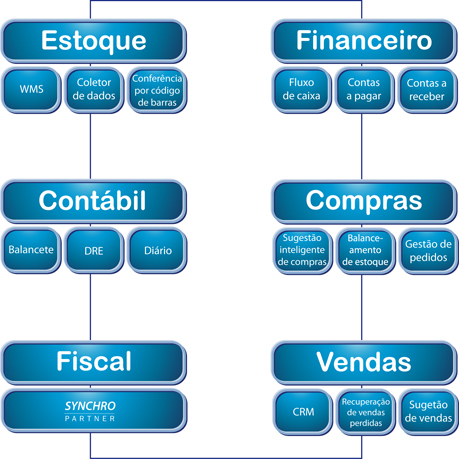 Estoque
WMS
Coletor
de dados
Conferência
por código
de barras
Financeiro
Fluxo
de caixa
Contas
a pagar
Contas a
receber
Contábil
Balancete
DRE
Diário
Compras
Sugestão
inteligente
de compras
Balance-
amento
de estoque
Gestão de
pedidos
Fiscal
SYNCHRO
PARTNER
Vendas
CRM
Recuperação
de vendas
perdidas
Sugetão
de vendas